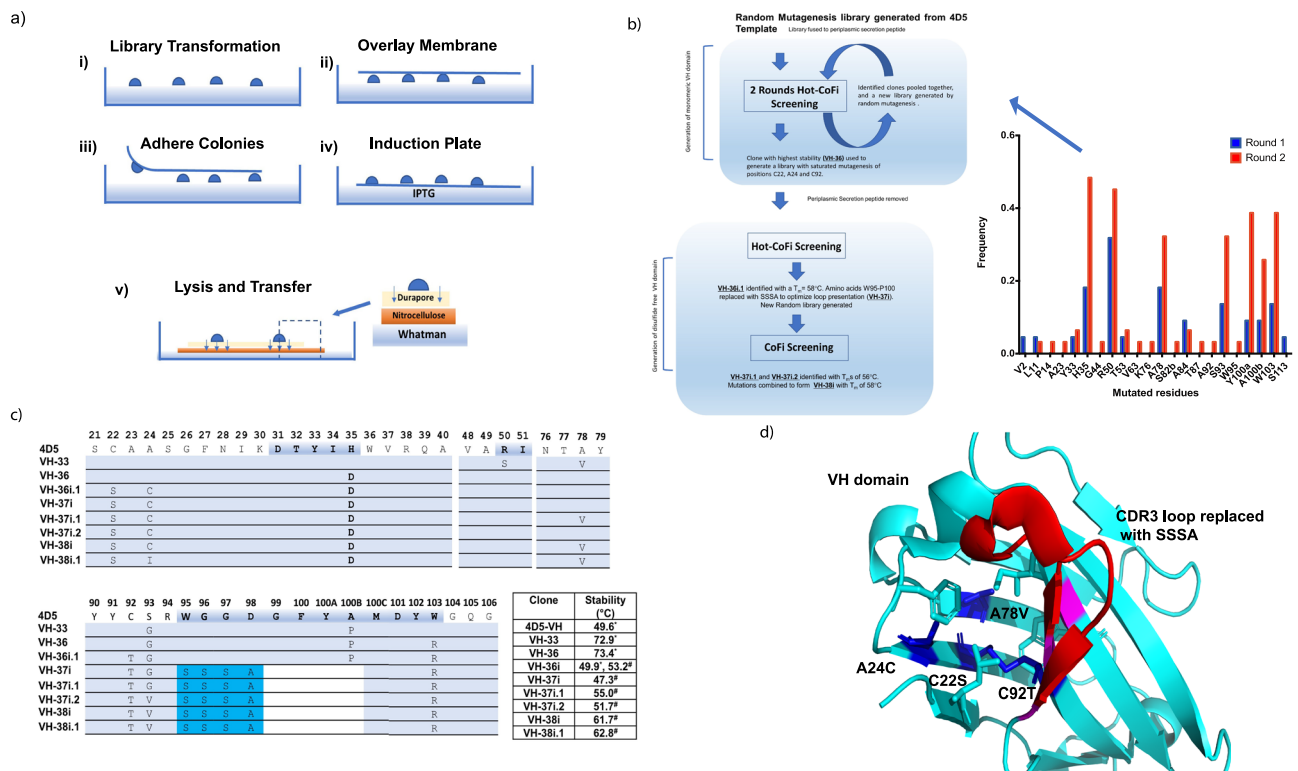 a)
Library Transformation
i)
Overlay Membrane
ii)
iii)
Adhere Colonies
iv)
Induction Plate
IPTG
v)
Lysis and Transfer
Durapore
Nitrocellulose
Whatman
b)
Random Mutagenesis library generated from 4D5
Template
Library fused to periplasmic secretion peptide
Generation of monomeric VH domain
2 Rounds Hot-CoFi
Screening
Identified clones pooled together,
and a new library generated by
random mutagenesis .
Clone with highest stability (VH-36) used to
generate a library with saturated mutagenesis of
positions C22, A24 and C92.
Periplasmic Secretion peptide removed
Generation of disulfide free VH domain
Hot-CoFi Screening
VH-36i.1 identified with a Tm= 58°C. Amino acids W95-P100
replaced with SSSA to optimize loop presentation (VH-37i).
New Random library generated
CoFi Screening
VH-37i.1 and VH-37i.2 identified with Tms of 56°C.
Mutations combined to form VH-38i with Tm of 58°C
Round 1
Round 2
Frequency
0.6
0.4
0.2
0.0
V2 L11 P14 A23 T33 H35 G44 R50 T53 V63 K76 A78 S82b A84 T87 A92 S93 W95 Y100a A100b W103 S113
Mutated residues
c)
21 22 23 24 25 26 27 28 29 30 31 32 33 34 35 36 37 38 39 40 48 49 50 51 76 77 78 79
4D5 S C A A S G F N I K D T Y I H W V R Q A V A R I N T A Y
VH-33 S V
VH-36 D
VH-36i.1 S C D
VH-37i S C D
VH-37i.1 S C D V
VH-37i.2 S C D
VH-38i S C D V
VH-38i.1 S I D V
90 91 92 93 94 95 96 97 98 99 100 100A 100B 100C 101 102 103 104 105 106
4D5 Y Y C S R W G G D G F Y A M D Y W G Q G
VH-33 G P
VH-36 G P R
VH-36i.1 T G P R
VH-37i T G S S S A R
VH-37i.1 T G S S S A R
VH-37i.2 T V S S S A R
VH-38i T V S S S A R
VH-38i.1 T V S S S A R
Clone Stability (°C)
4D5-VH 49.6*
VH-33 72.9*
VH-36 73.4*
VH-36i 49.9*, 53.2#
VH-37i 47.3#
VH-37i.1 55.0#
VH-37i.2 51.7#
VH-38i 61.7#
VH-38i.1 62.8#
d)
VH domain
CDR3 loop replaced
with SSSA
A78V
A24C
C22S
C92T